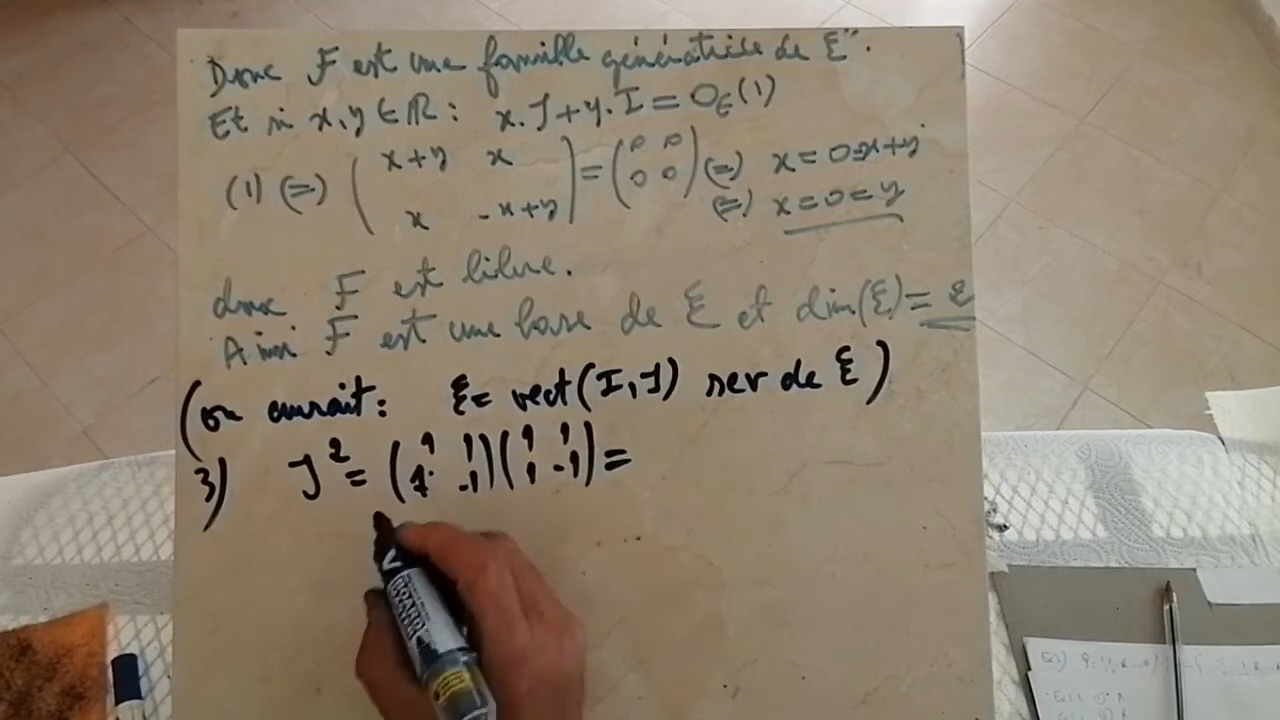 Donc F est une famille génératrice de E".
Et si x, y ∈ ℝ : x.J + y.I = O_E (1)
(1) (=) ( x+y x ; x -x+y ) = ( 0 0 ; 0 0 ) (=) x = 0 = x+y
(=) x = 0 = y
donc F est libre.
Ainsi F est une base de E et dim(E) = 2
(on aurait : E = vect(I, J) sev de E)
3) J² = ( 1 1 ; 1 -1 ) ( 1 1 ; 1 -1 ) =
BOARD